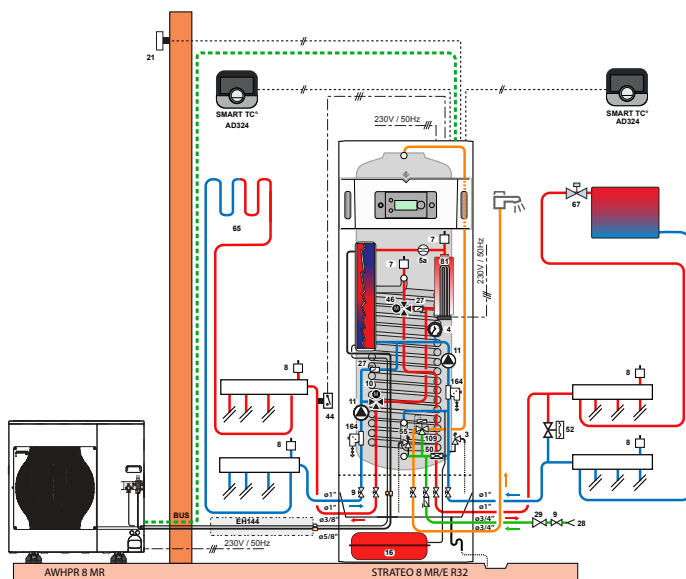 21
SMART TC°
AD324
SMART TC°
AD324
230V / 50Hz
65
67
7
5a
81
7
230V / 50Hz
46
27
4
11
27
8
10
164
44
11
8
52
164
55
109
3
50
8
8
9
ø1"
ø1"
ø1"
ø1"
BUS
EH144
ø3/8"
ø5/8"
ø3/4"
ø3/4"
29
9
28
230V / 50Hz
16
AWHPR 8 MR
STRATEO 8 MR/E R32